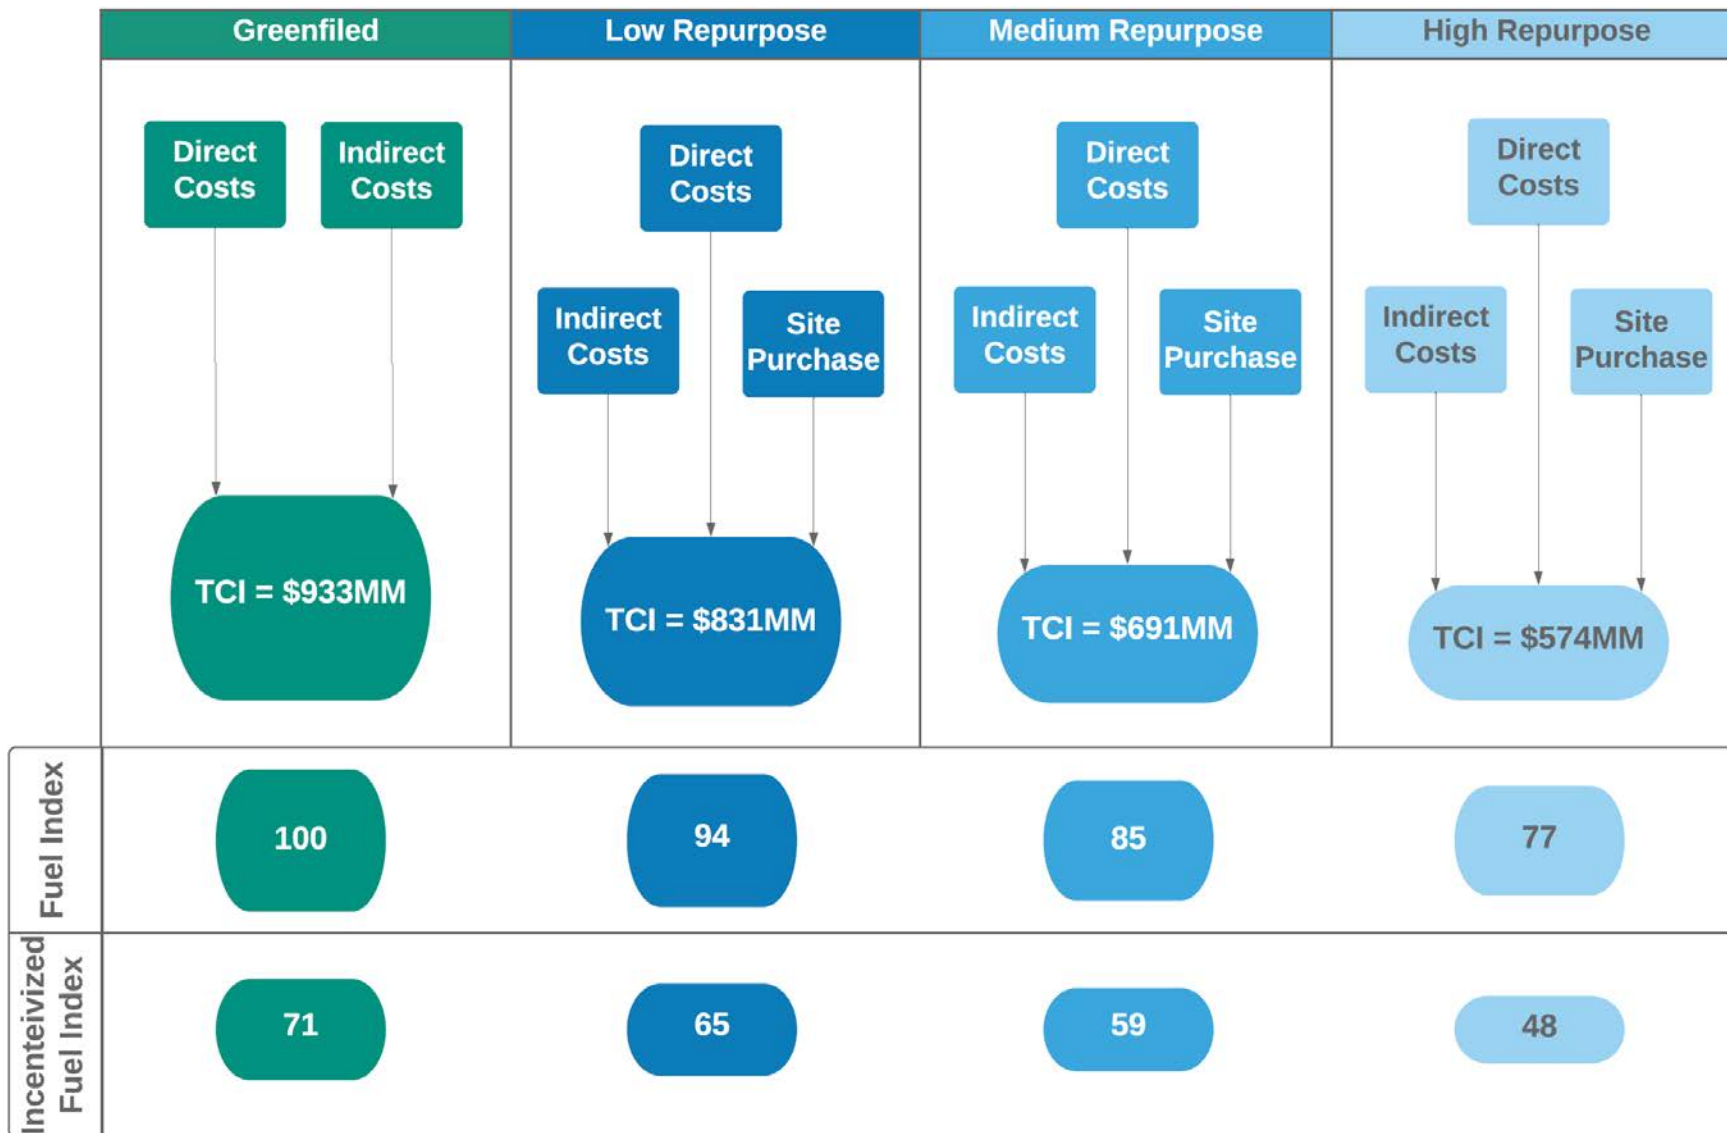 Greenfiled
Low Repurpose
Medium Repurpose
High Repurpose
Direct
Costs
Indirect
Costs
TCI = $933MM
Direct
Costs
Indirect
Costs
Site
Purchase
TCI = $831MM
Direct
Costs
Indirect
Costs
Site
Purchase
TCI = $691MM
Direct
Costs
Indirect
Costs
Site
Purchase
TCI = $574MM
Fuel Index
100
94
85
77
Incenteivized
Fuel Index
71
65
59
48